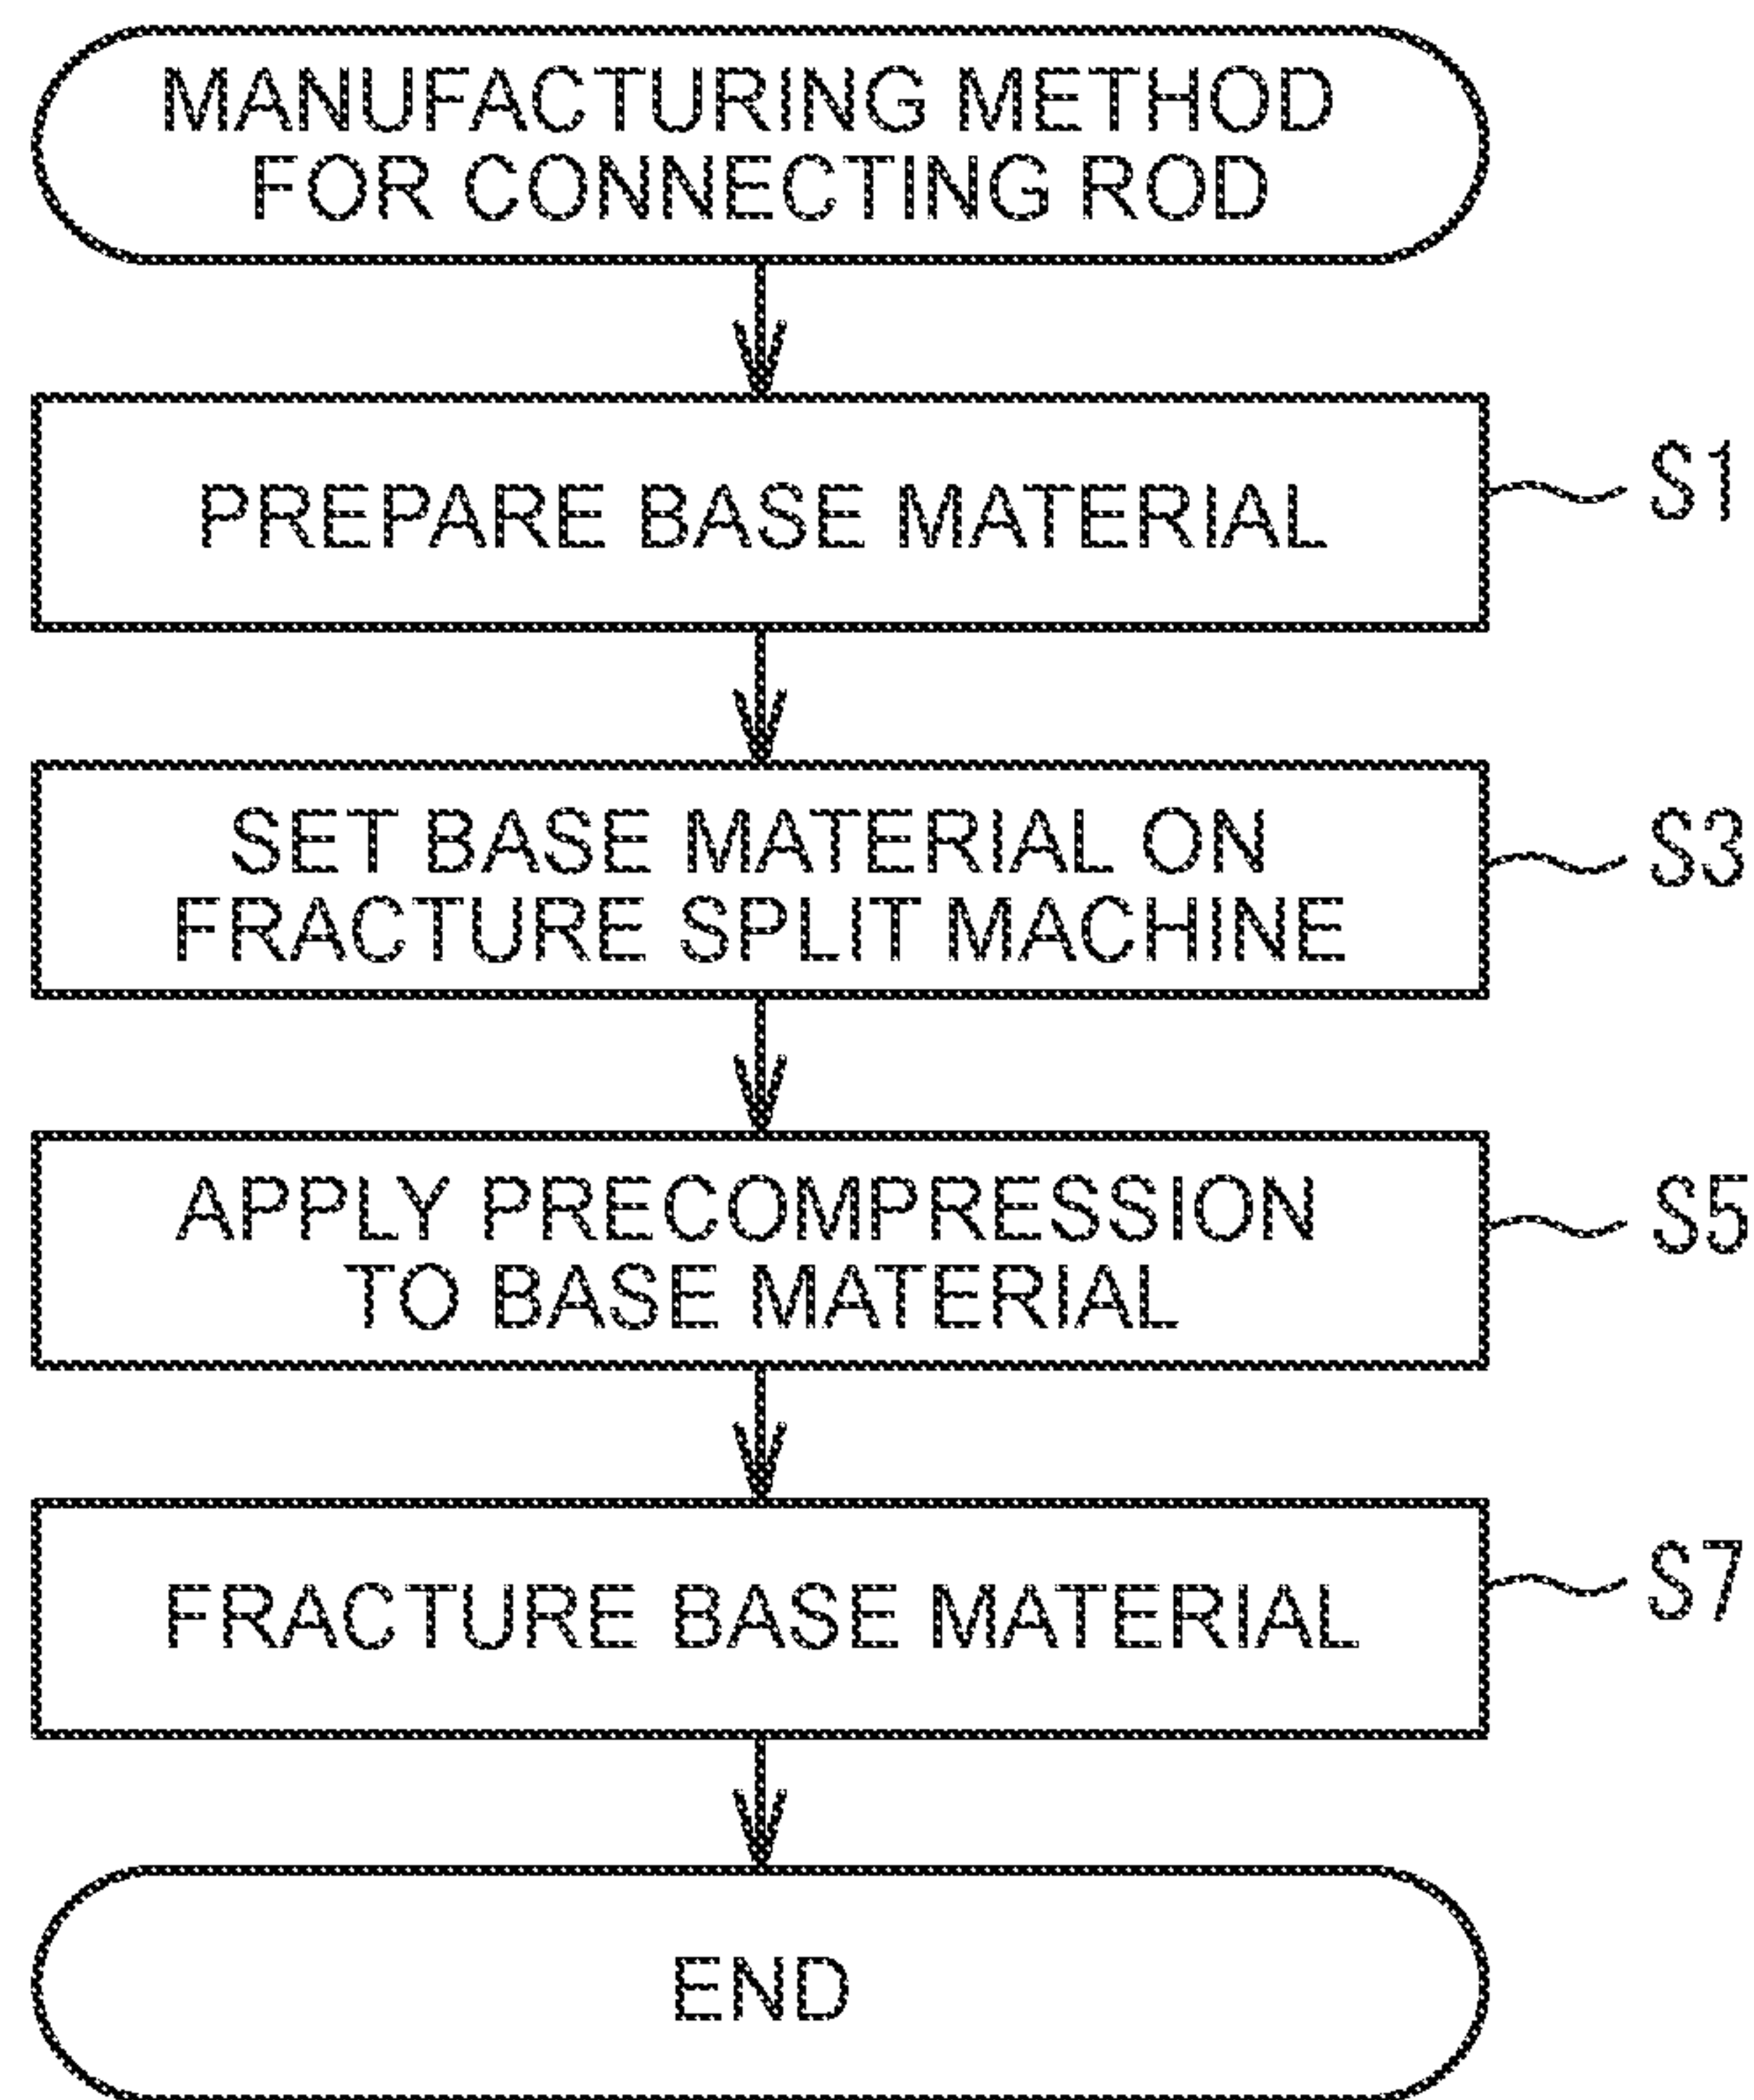 MANUFACTURING METHOD
FOR CONNECTING ROD
PREPARE BASE MATERIAL
S1
SET BASE MATERIAL ON
FRACTURE SPLIT MACHINE
S3
APPLY PRECOMPRESSION
TO BASE MATERIAL
S5
FRACTURE BASE MATERIAL
S7
END